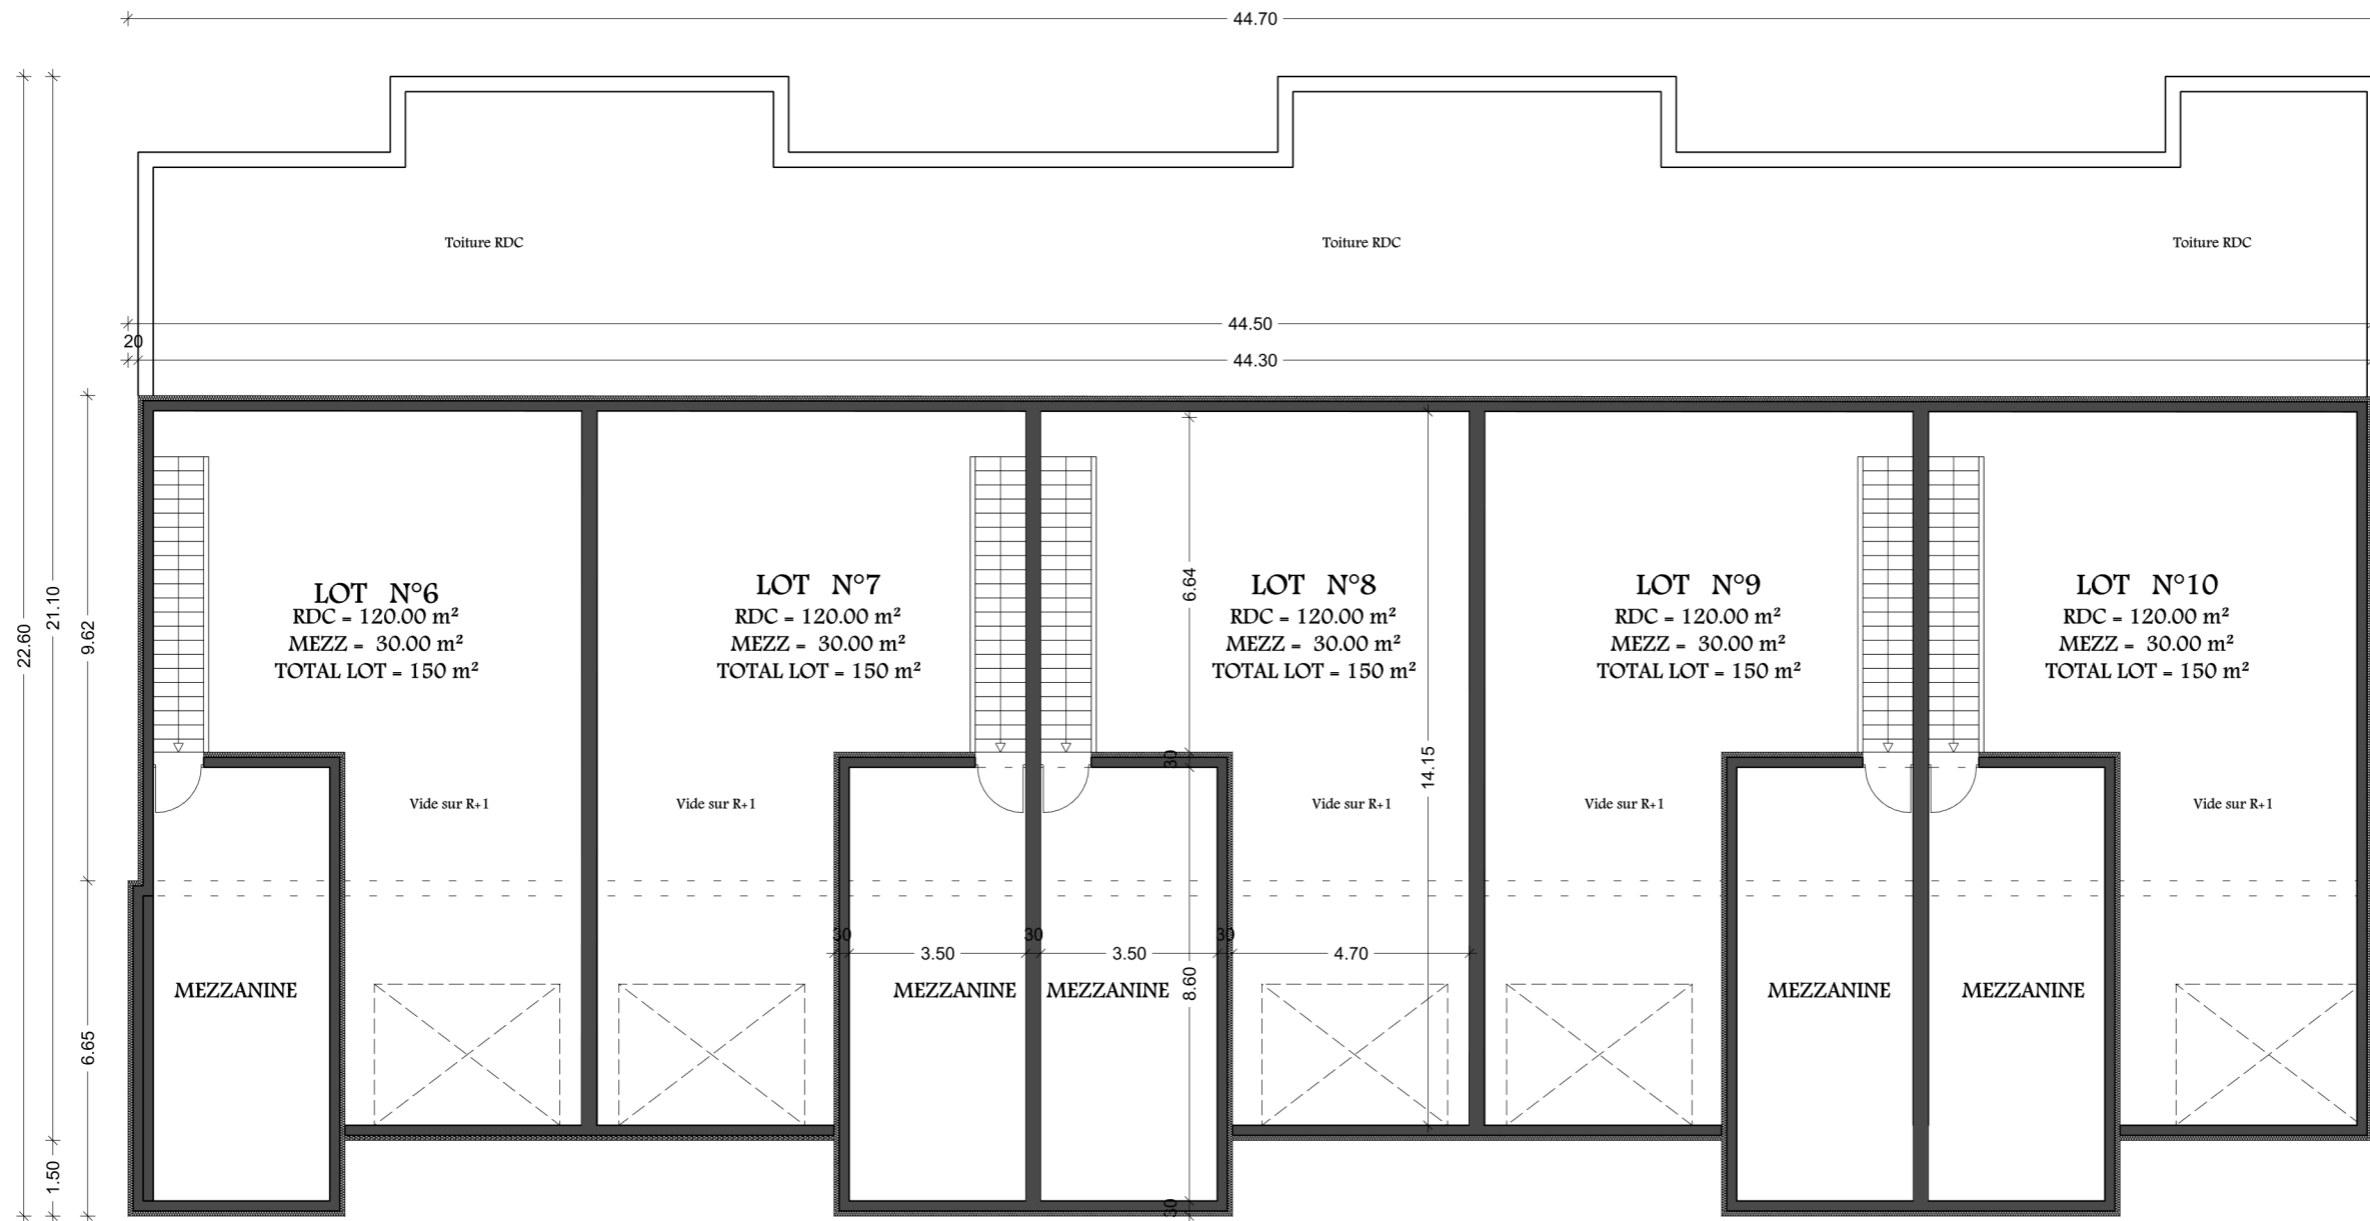 44.70
Toiture RDC
Toiture RDC
Toiture RDC
44.50
20
44.30
22.60
21.10
9.62
6.65
1.50
LOT N°6
RDC = 120.00 m²
MEZZ = 30.00 m²
TOTAL LOT = 150 m²
LOT N°7
RDC = 120.00 m²
MEZZ = 30.00 m²
TOTAL LOT = 150 m²
6.64
LOT N°8
RDC = 120.00 m²
MEZZ = 30.00 m²
TOTAL LOT = 150 m²
LOT N°9
RDC = 120.00 m²
MEZZ = 30.00 m²
TOTAL LOT = 150 m²
LOT N°10
RDC = 120.00 m²
MEZZ = 30.00 m²
TOTAL LOT = 150 m²
30
14.15
Vide sur R+1
Vide sur R+1
Vide sur R+1
Vide sur R+1
Vide sur R+1
30
30
30
3.50
3.50
4.70
8.60
MEZZANINE
MEZZANINE
MEZZANINE
MEZZANINE
MEZZANINE
30